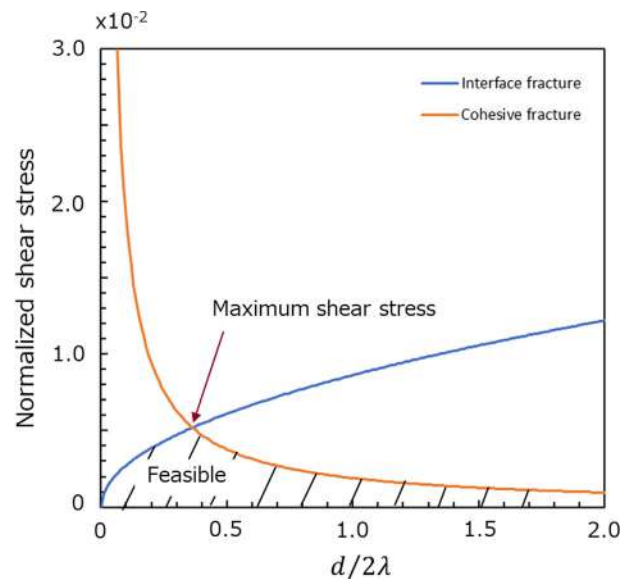 x10-2
3.0
Interface fracture
Cohesive fracture
2.0
Normalized shear stress
Maximum shear stress
1.0
Feasible
0
0
0.5
1.0
1.5
2.0
d/2λ